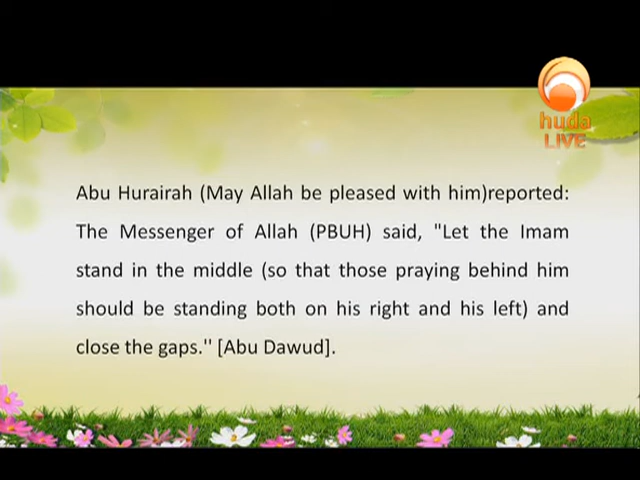 huda
LIVE
Abu Hurairah (May Allah be pleased with him)reported:
The Messenger of Allah (PBUH) said, "Let the Imam
stand in the middle (so that those praying behind him
should be standing both on his right and his left) and
close the gaps.'' [Abu Dawud].